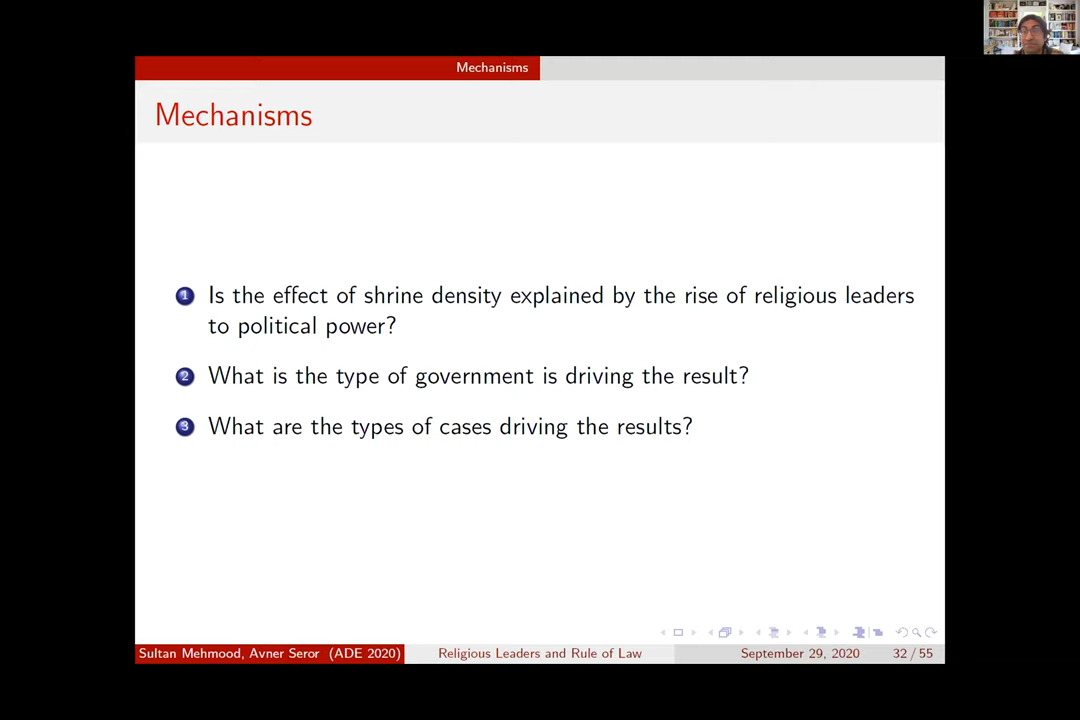 Mechanisms
Mechanisms
1 Is the effect of shrine density explained by the rise of religious leaders
to political power?
2 What is the type of government is driving the result?
3 What are the types of cases driving the results?
Sultan Mehmood, Avner Seror (ADE 2020) Religious Leaders and Rule of Law September 29, 2020 32 / 55